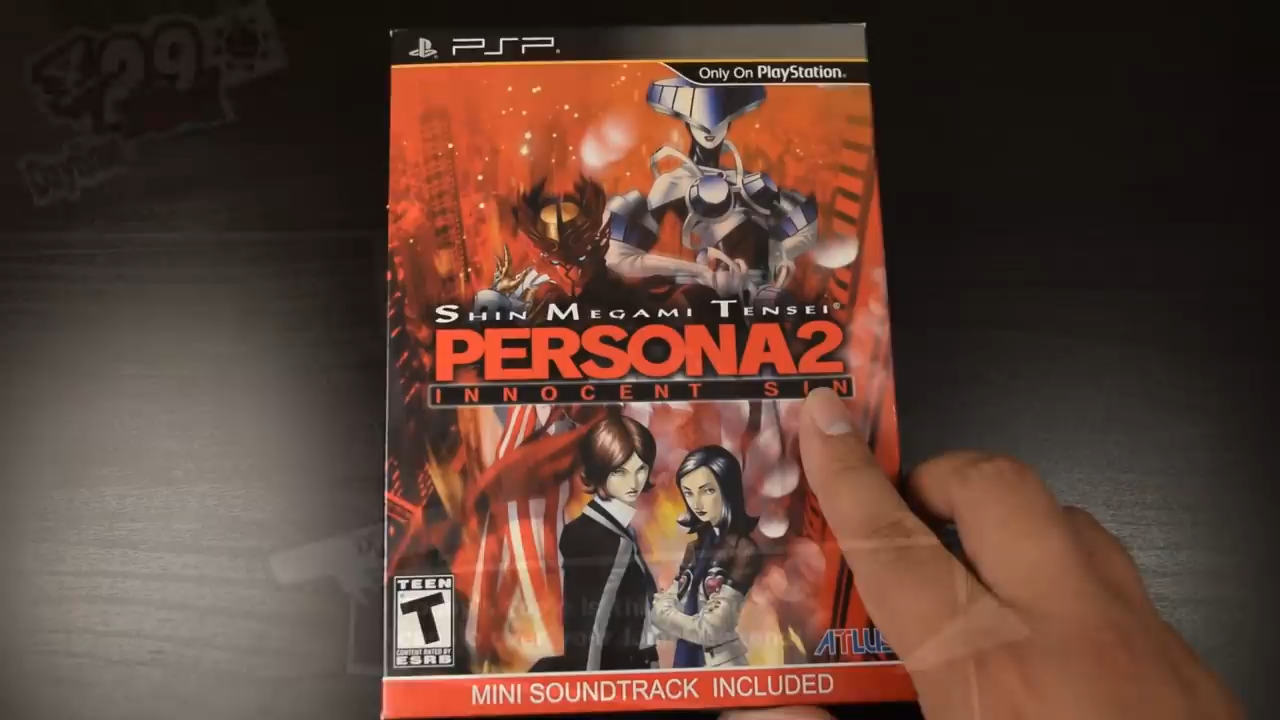 PSP
Only On PlayStation
SHIN MEGAMI TENSEI®
PERSONA2
INNOCENT SIN
TEEN
T
CONTENT RATED BY
ESRB
ATLUS
MINI SOUNDTRACK INCLUDED